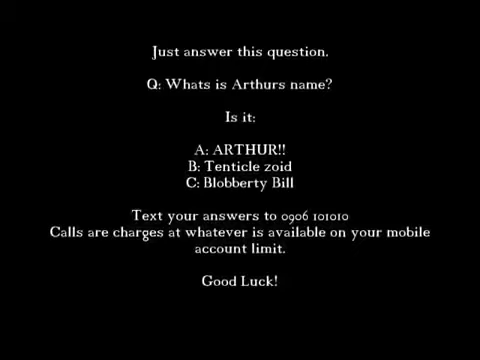 Just answer this question.
Q: Whats is Arthurs name?
Is it:
A: ARTHUR!!
B: Tenticle zoid
C: Blobberty Bill
Text your answers to 0906 101010
Calls are charges at whatever is available on your mobile
account limit.
Good Luck!